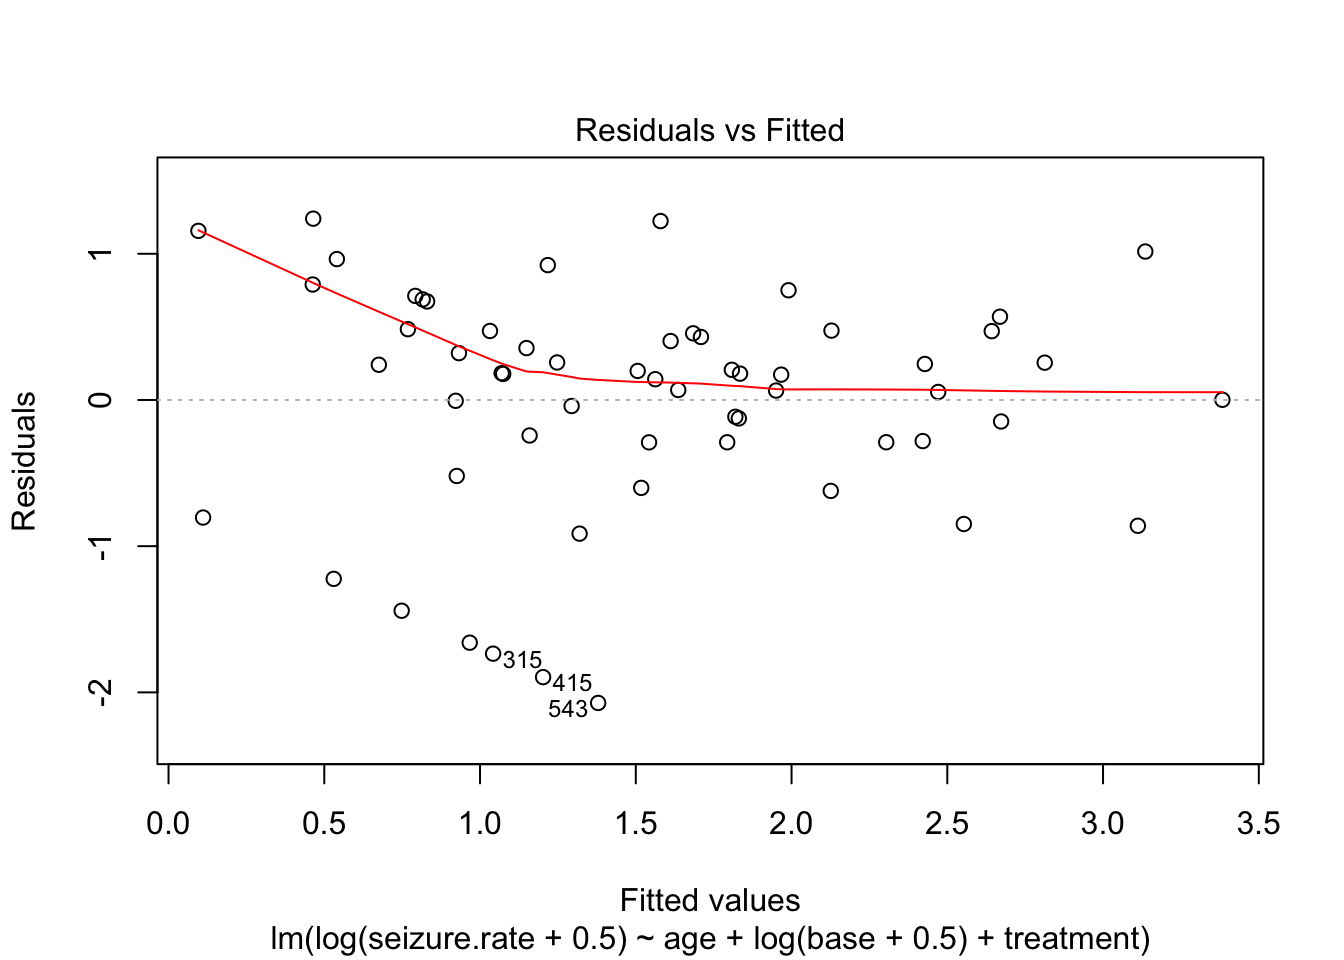 Residuals vs Fitted
Residuals
1
0
-1
-2
315
415
543
0.0 0.5 1.0 1.5 2.0 2.5 3.0 3.5
Fitted values
lm(log(seizure.rate + 0.5) ~ age + log(base + 0.5) + treatment)